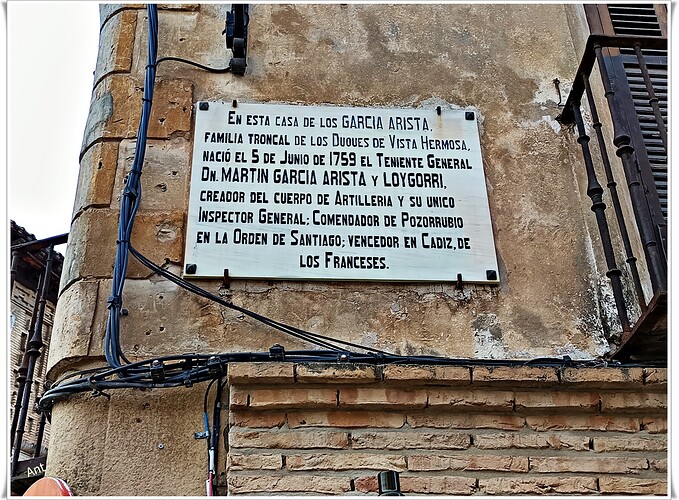 En esta casa de los GARCIA ARISTA,
familia troncal de los Duques de Vista Hermosa,
nació el 5 de Junio de 1759 el Teniente General
Dn. MARTIN GARCIA ARISTA y LOYGORRI,
creador del cuerpo de Artilleria y su unico
Inspector General; Comendador de Pozorrubio
en la Orden de Santiago; vencedor en Cadiz, de
los Franceses.
Ant